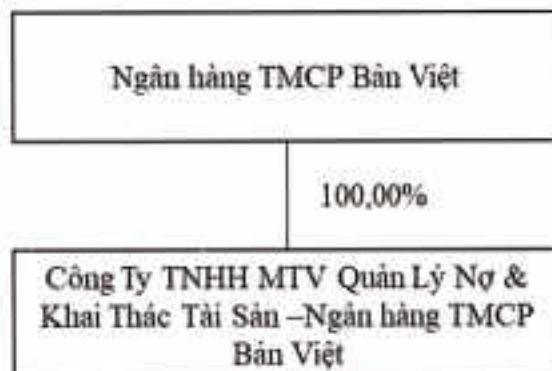 Ngân hàng TMCP Bản Việt
100,00%
Công Ty TNHH MTV Quản Lý Nợ &
Khai Thác Tài Sản –Ngân hàng TMCP
Bản Việt